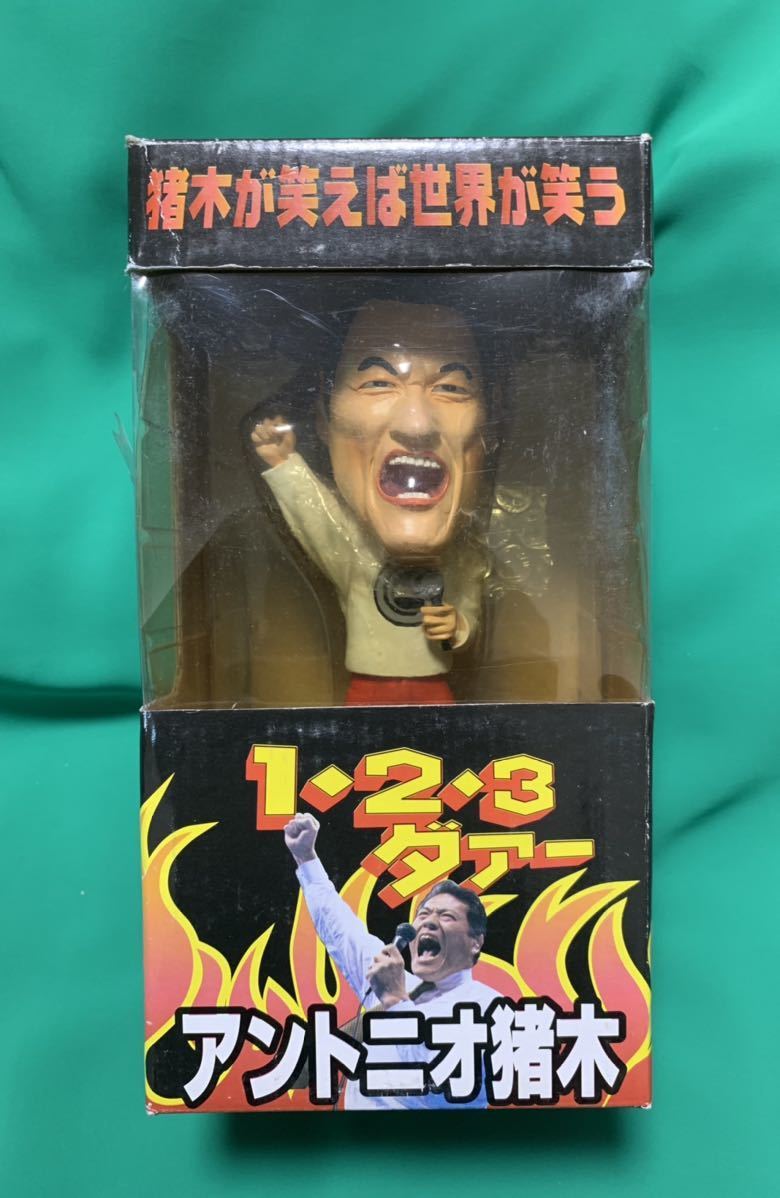 猪木が笑えば世界が笑う
1・2・3
ダァー
アントニオ猪木